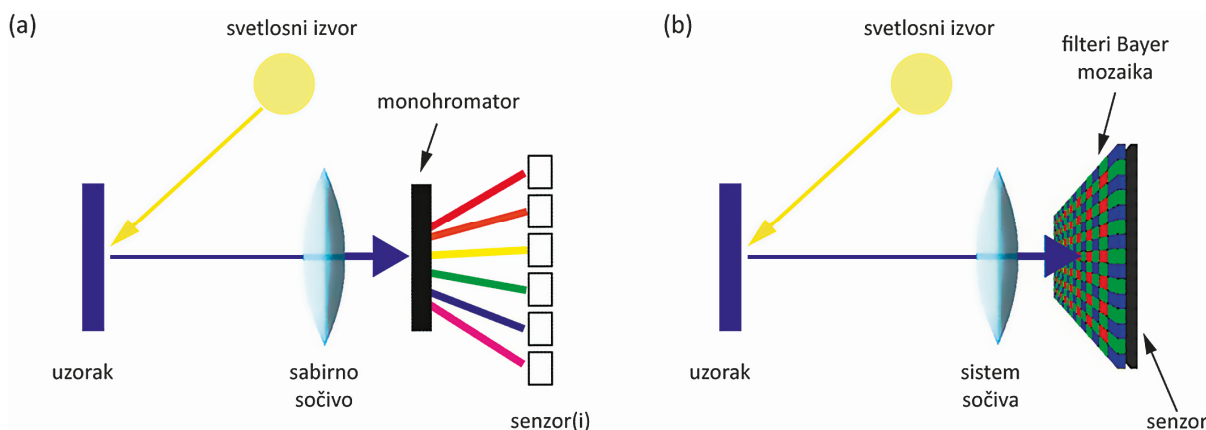 (a)
svetlosni izvor
monohromator
uzorak
sabirno
sočivo
senzor(i)
(b)
svetlosni izvor
filteri Bayer
mozaika
uzorak
sistem
sočiva
senzor